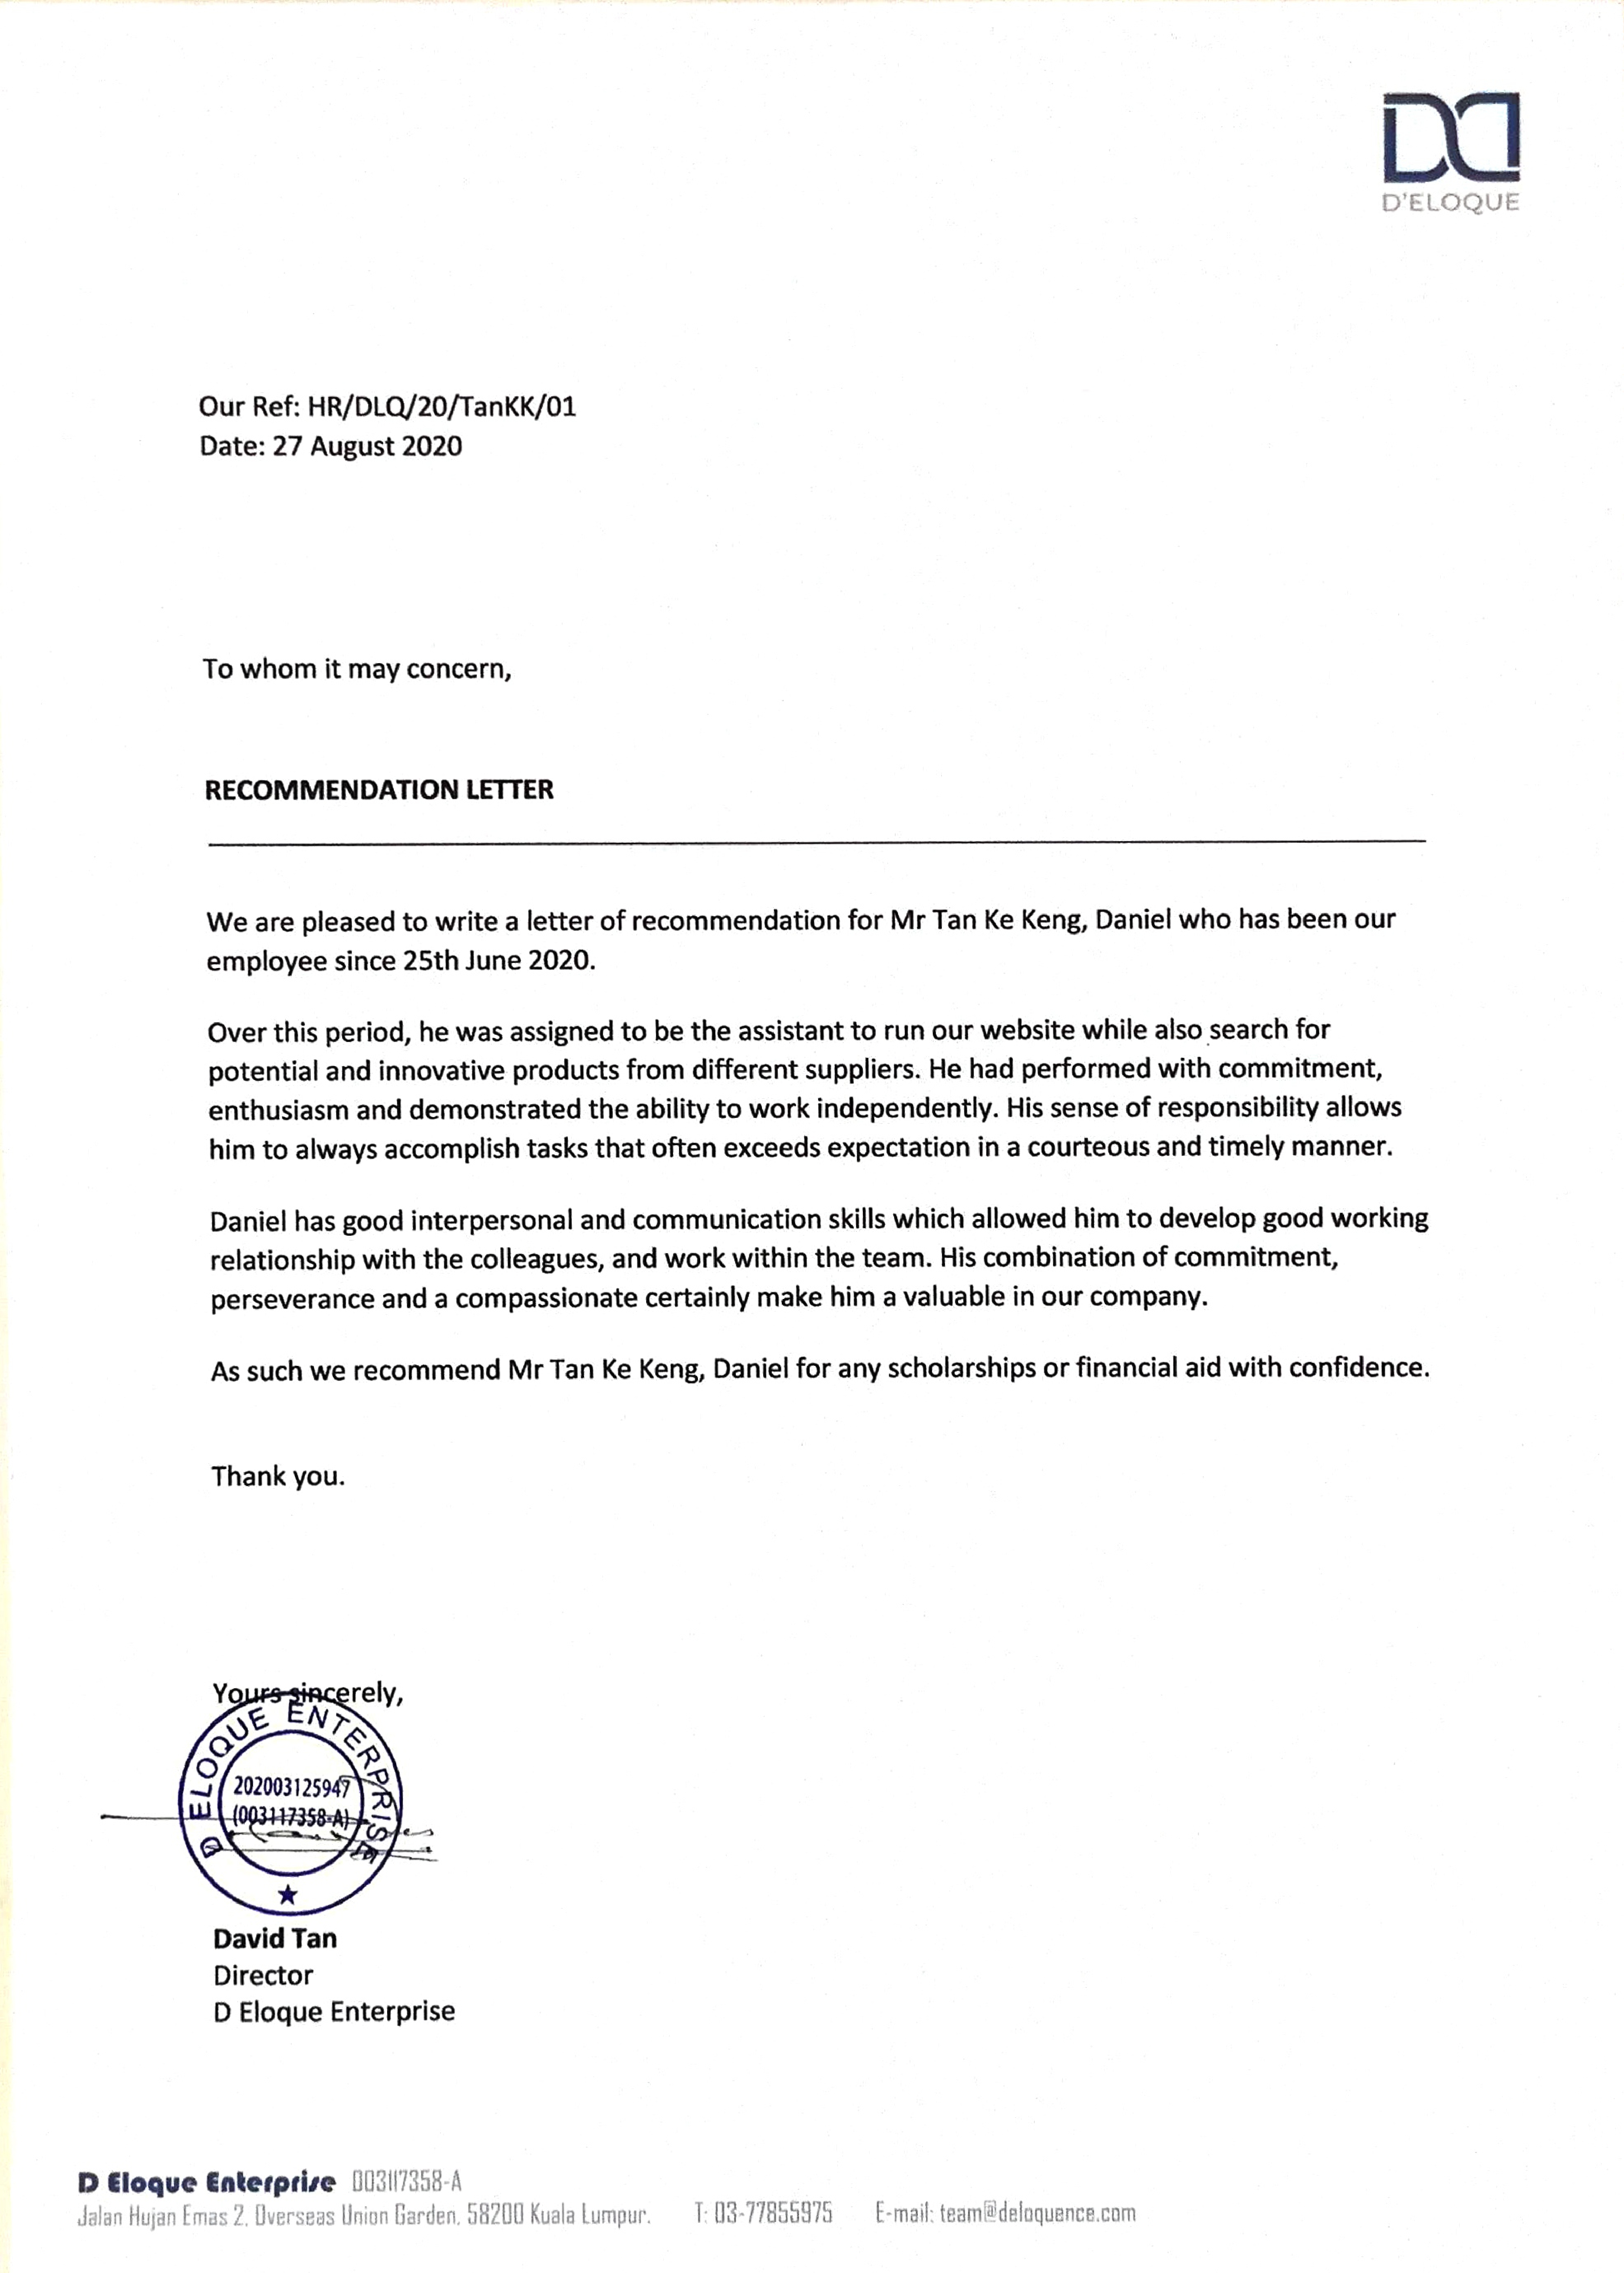 D'ELOQUE
Our Ref: HR/DLQ/20/TanKK/01
Date: 27 August 2020
To whom it may concern,
RECOMMENDATION LETTER
We are pleased to write a letter of recommendation for Mr Tan Ke Keng, Daniel who has been our
employee since 25th June 2020.
Over this period, he was assigned to be the assistant to run our website while also search for
potential and innovative products from different suppliers. He had performed with commitment,
enthusiasm and demonstrated the ability to work independently. His sense of responsibility allows
him to always accomplish tasks that often exceeds expectation in a courteous and timely manner.
Daniel has good interpersonal and communication skills which allowed him to develop good working
relationship with the colleagues, and work within the team. His combination of commitment,
perseverance and a compassionate certainly make him a valuable in our company.
As such we recommend Mr Tan Ke Keng, Daniel for any scholarships or financial aid with confidence.
Thank you.
Yours sincerely,
D ELOQUE ENTERPRISE
202003125947
(003117358-A)
David Tan
Director
D Eloque Enterprise
D Eloque Enterprise 003117358-A
Jalan Hujan Emas 2, Overseas Union Garden, 58200 Kuala Lumpur. T: 03-77855975 E-mail: team@deloquence.com